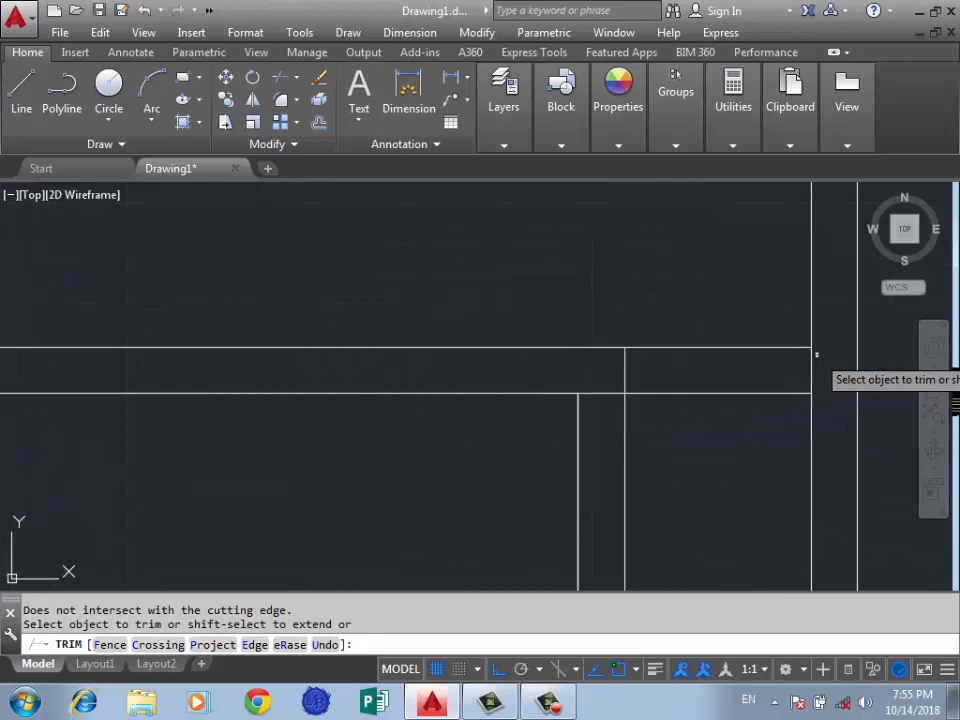 Drawing1.d...
Type a keyword or phrase
Sign In
File Edit View Insert Format Tools Draw Dimension Modify Parametric Window Help Express
Home Insert Annotate Parametric View Manage Output Add-ins A360 Express Tools Featured Apps BIM 360 Performance
Line Polyline Circle Arc Text Dimension Layers Block Properties Groups Utilities Clipboard View
Draw Modify Annotation
Start Drawing1*
[−][Top][2D Wireframe]
N
W TOP E
S
WCS
Select object to trim or sh
Y
X
Does not intersect with the cutting edge.
Select object to trim or shift-select to extend or
TRIM [Fence Crossing Project Edge eRase Undo]:
Model Layout1 Layout2 +
MODEL 1:1
EN
7:55 PM
10/14/2018